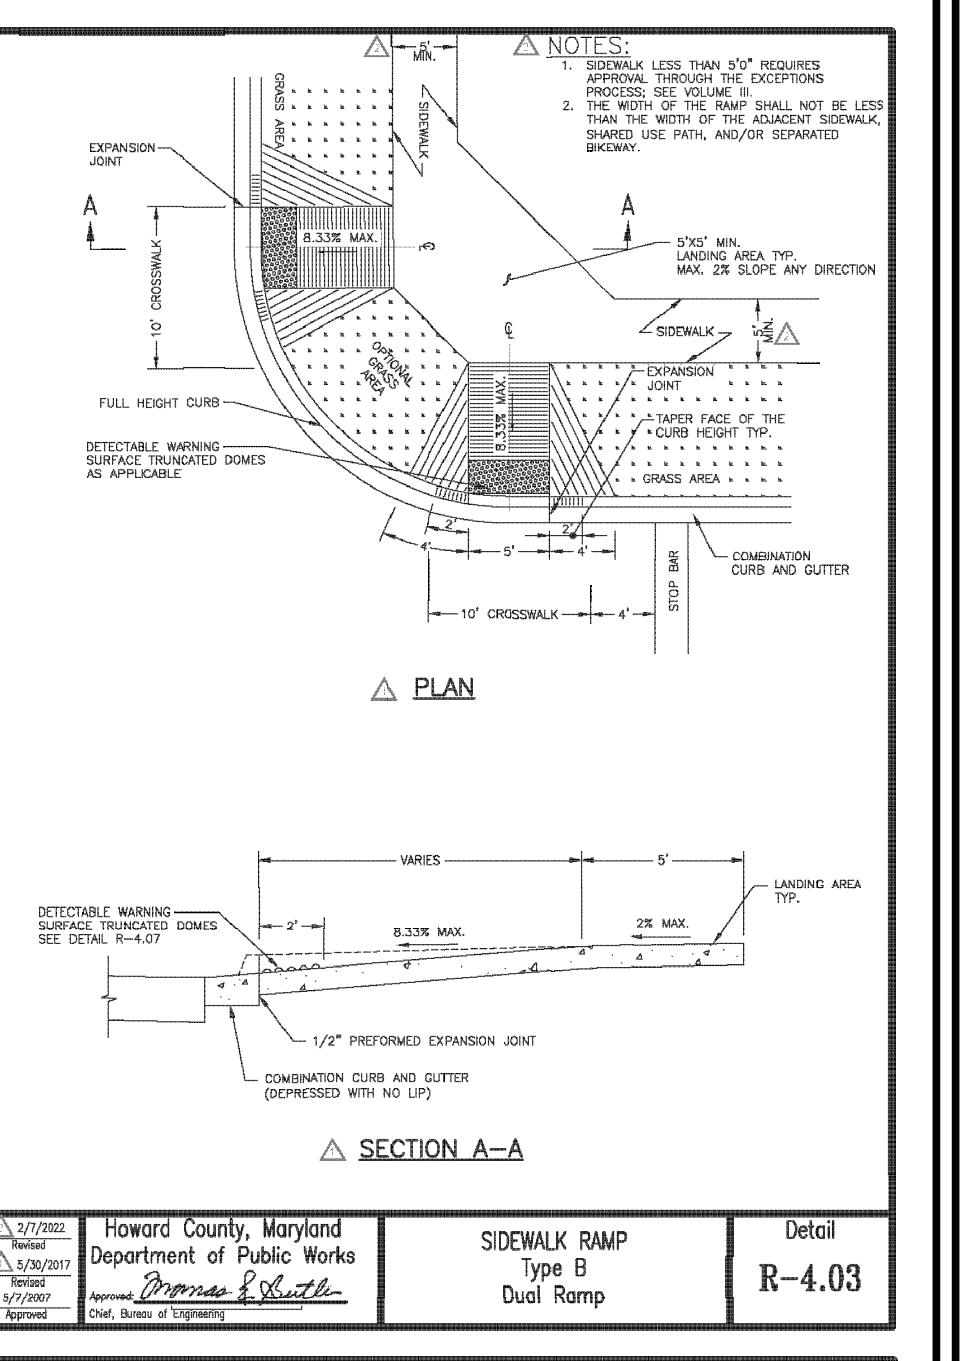 5'
MIN.
2
2
NOTES:
1. SIDEWALK LESS THAN 5'0" REQUIRES
APPROVAL THROUGH THE EXCEPTIONS
PROCESS; SEE VOLUME III.
2. THE WIDTH OF THE RAMP SHALL NOT BE LESS
THAN THE WIDTH OF THE ADJACENT SIDEWALK,
SHARED USE PATH, AND/OR SEPARATED
BIKEWAY.
GRASS AREA
SIDEWALK
EXPANSION
JOINT
A
A
8.33% MAX.
℄
5'X5' MIN.
LANDING AREA TYP.
MAX. 2% SLOPE ANY DIRECTION
10' CROSSWALK
℄
SIDEWALK
5'
MIN.
2
OPTIONAL
GRASS
AREA
EXPANSION
JOINT
8.33% MAX.
FULL HEIGHT CURB
TAPER FACE OF THE
CURB HEIGHT TYP.
DETECTABLE WARNING
SURFACE TRUNCATED DOMES
AS APPLICABLE
GRASS AREA
2'
2'
4'
5'
4'
STOP BAR
COMBINATION
CURB AND GUTTER
10' CROSSWALK
4'
1
PLAN
VARIES
5'
LANDING AREA
TYP.
DETECTABLE WARNING
SURFACE TRUNCATED DOMES
SEE DETAIL R-4.07
2'
8.33% MAX.
2% MAX.
1/2" PREFORMED EXPANSION JOINT
COMBINATION CURB AND GUTTER
(DEPRESSED WITH NO LIP)
1
SECTION A-A
2/7/2022
Revised
5/30/2017
Revised
5/7/2007
Approved
Howard County, Maryland
Department of Public Works
Approved: Thomas E. Butler
Chief, Bureau of Engineering
SIDEWALK RAMP
Type B
Dual Ramp
Detail
R-4.03